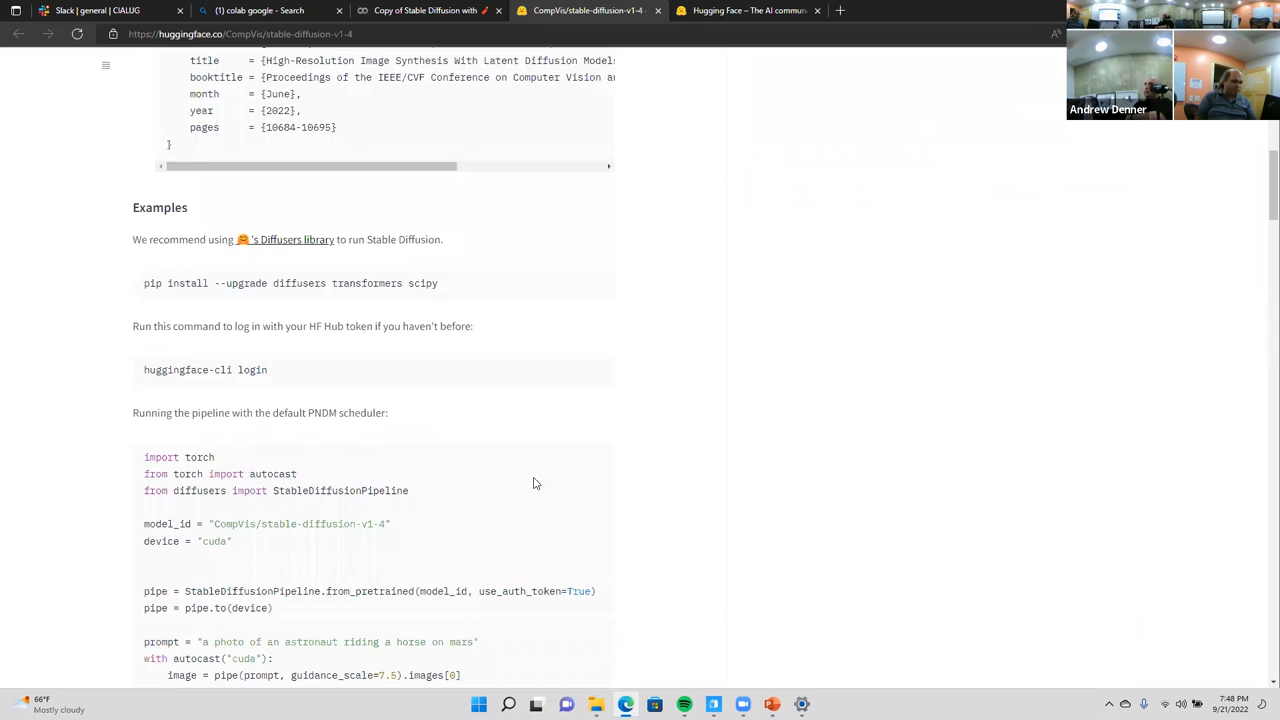 Slack | general | CIALUG
(1) colab google - Search
Copy of Stable Diffusion with
CompVis/stable-diffusion-v1-4 ·
Hugging Face – The AI commun
https://huggingface.co/CompVis/stable-diffusion-v1-4
Andrew Denner
title = {High-Resolution Image Synthesis With Latent Diffusion Models
booktitle = {Proceedings of the IEEE/CVF Conference on Computer Vision a
month = {June},
year = {2022},
pages = {10684-10695}
}
Examples
We recommend using 🤗's Diffusers library to run Stable Diffusion.
pip install --upgrade diffusers transformers scipy
Run this command to log in with your HF Hub token if you haven't before:
huggingface-cli login
Running the pipeline with the default PNDM scheduler:
import torch
from torch import autocast
from diffusers import StableDiffusionPipeline
model_id = "CompVis/stable-diffusion-v1-4"
device = "cuda"
pipe = StableDiffusionPipeline.from_pretrained(model_id, use_auth_token=True)
pipe = pipe.to(device)
prompt = "a photo of an astronaut riding a horse on mars"
with autocast("cuda"):
image = pipe(prompt, guidance_scale=7.5).images[0]
66°F
Mostly cloudy
7:48 PM
9/21/2022